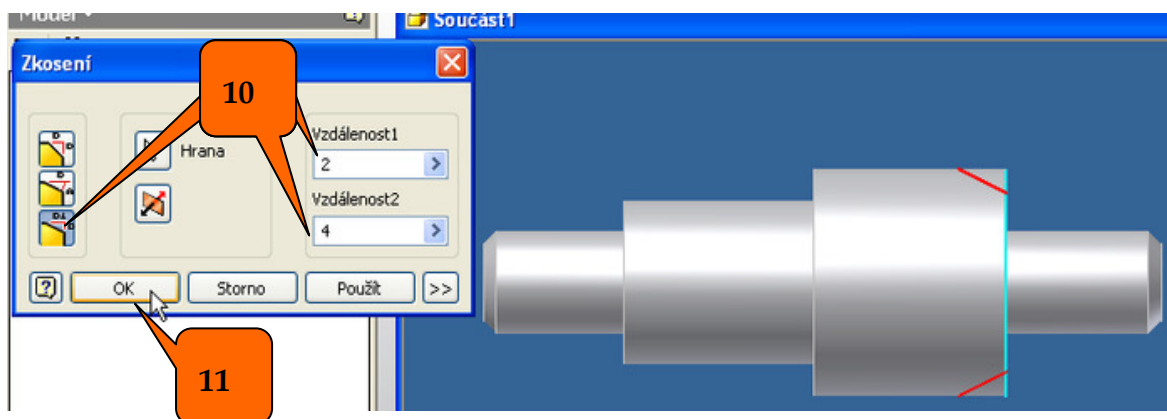 Model
Součást1
Zkosení
10
Vzdálenost1
Hrana
2
Vzdálenost2
4
OK
Storno
Použít
>>
11